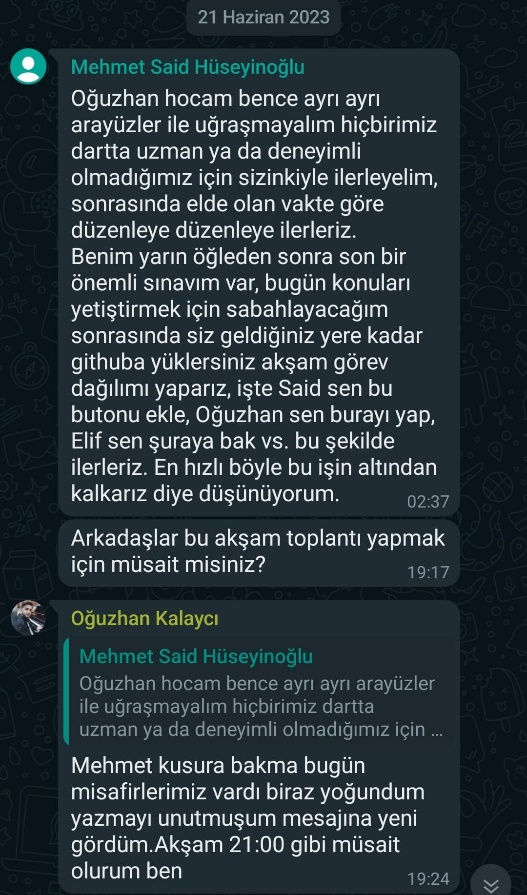 21 Haziran 2023
Mehmet Said Hüseyinoğlu
Oğuzhan hocam bence ayrı ayrı
arayüzler ile uğraşmayalım hiçbirimiz
dartta uzman ya da deneyimli
olmadığımız için sizinkiyle ilerleyelim,
sonrasında elde olan vakte göre
düzenleye düzenleye ilerleriz.
Benim yarın öğleden sonra son bir
önemli sınavım var, bugün konuları
yetiştirmek için sabahlayacağım
sonrasında siz geldiğiniz yere kadar
githuba yüklersiniz akşam görev
dağılımı yaparız, işte Said sen bu
butonu ekle, Oğuzhan sen burayı yap,
Elif sen şuraya bak vs. bu şekilde
ilerleriz. En hızlı böyle bu işin altından
kalkarız diye düşünüyorum.
02:37
Arkadaşlar bu akşam toplantı yapmak
için müsait misiniz?
19:17
Oğuzhan Kalaycı
Mehmet Said Hüseyinoğlu
Oğuzhan hocam bence ayrı ayrı arayüzler
ile uğraşmayalım hiçbirimiz dartta
uzman ya da deneyimli olmadığımız için ...
Mehmet kusura bakma bugün
misafirlerimiz vardı biraz yoğundum
yazmayı unutmuşum mesajına yeni
gördüm.Akşam 21:00 gibi müsait
olurum ben
19:24